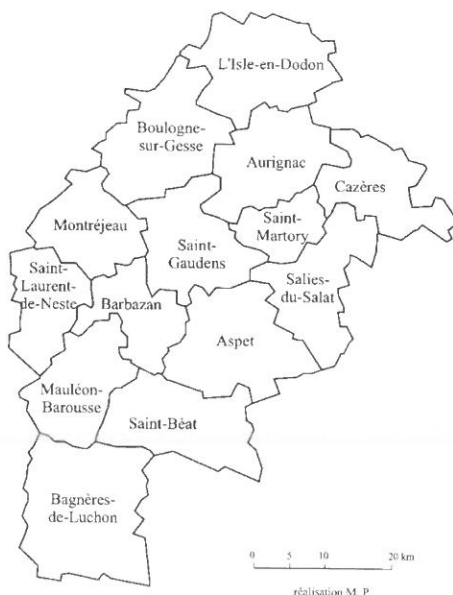 L'Isle-en-Dodon
Boulogne-
sur-Gesse
Aurignac
Cazères
Montréjeau
Saint-
Gaudens
Saint-
Martory
Saint-
Laurent-
de-Neste
Barbazan
Salies-
du-Salat
Aspet
Mauléon-
Barousse
Saint-Béat
Bagnères-
de-Luchon
0 5 10 20 km
réalisation M. P.